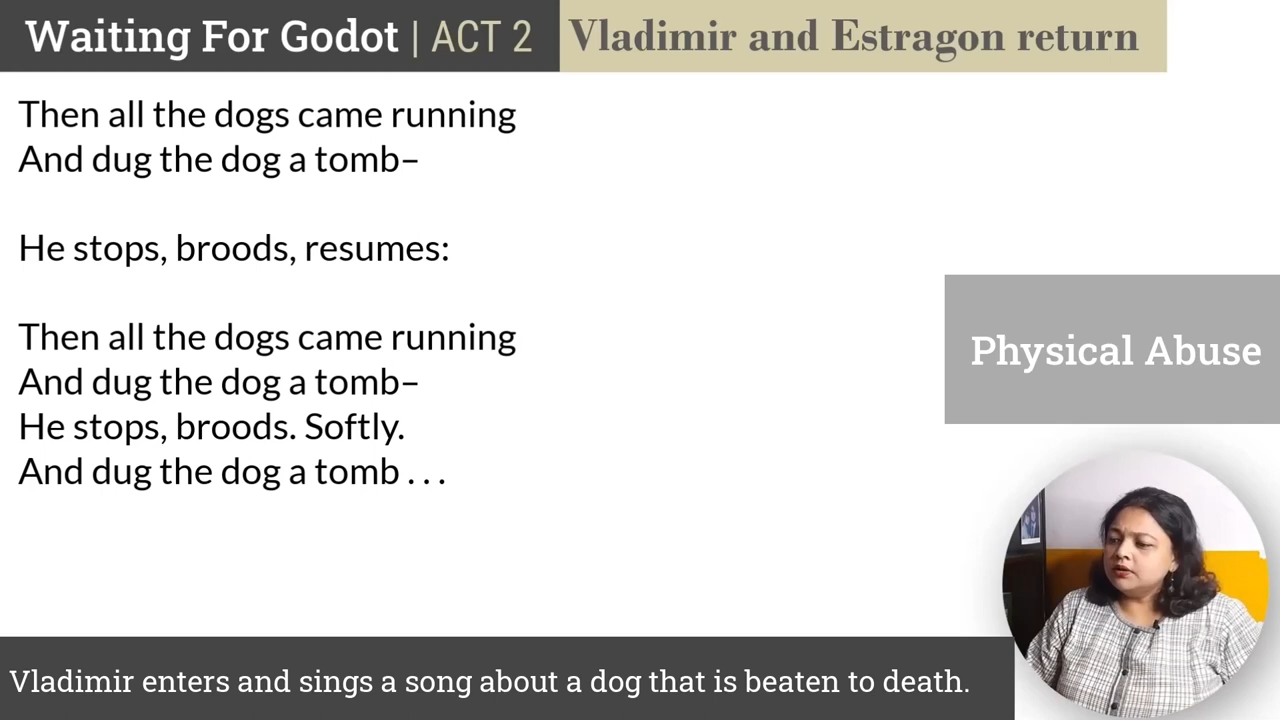 Waiting For Godot | ACT 2 Vladimir and Estragon return
Then all the dogs came running
And dug the dog a tomb–
He stops, broods, resumes:
Then all the dogs came running
And dug the dog a tomb–
He stops, broods. Softly.
And dug the dog a tomb . . .
Physical Abuse
Vladimir enters and sings a song about a dog that is beaten to death.